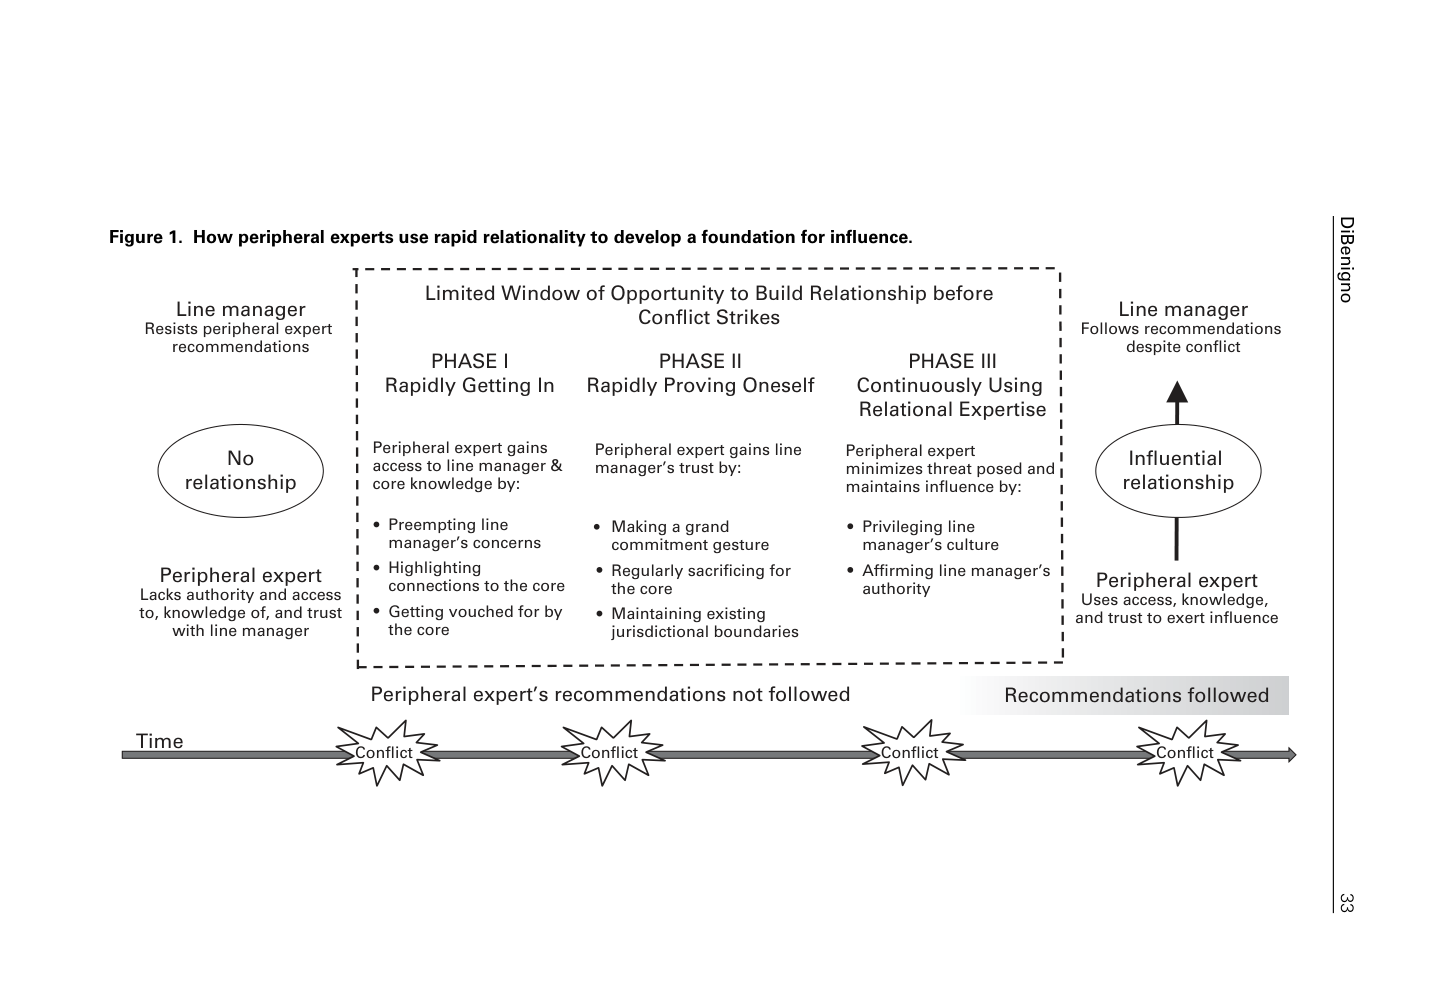 Figure 1. How peripheral experts use rapid relationality to develop a foundation for influence.
Line manager
Resists peripheral expert
recommendations
No
relationship
Peripheral expert
Lacks authority and access
to, knowledge of, and trust
with line manager
Limited Window of Opportunity to Build Relationship before
Conflict Strikes
PHASE I
Rapidly Getting In
Peripheral expert gains
access to line manager &
core knowledge by:
• Preempting line
manager's concerns
• Highlighting
connections to the core
• Getting vouched for by
the core
PHASE II
Rapidly Proving Oneself
Peripheral expert gains line
manager's trust by:
• Making a grand
commitment gesture
• Regularly sacrificing for
the core
• Maintaining existing
jurisdictional boundaries
PHASE III
Continuously Using
Relational Expertise
Peripheral expert
minimizes threat posed and
maintains influence by:
• Privileging line
manager's culture
• Affirming line manager's
authority
Line manager
Follows recommendations
despite conflict
Influential
relationship
Peripheral expert
Uses access, knowledge,
and trust to exert influence
Peripheral expert's recommendations not followed
Recommendations followed
Time
Conflict
Conflict
Conflict
Conflict
DiBenigno
33